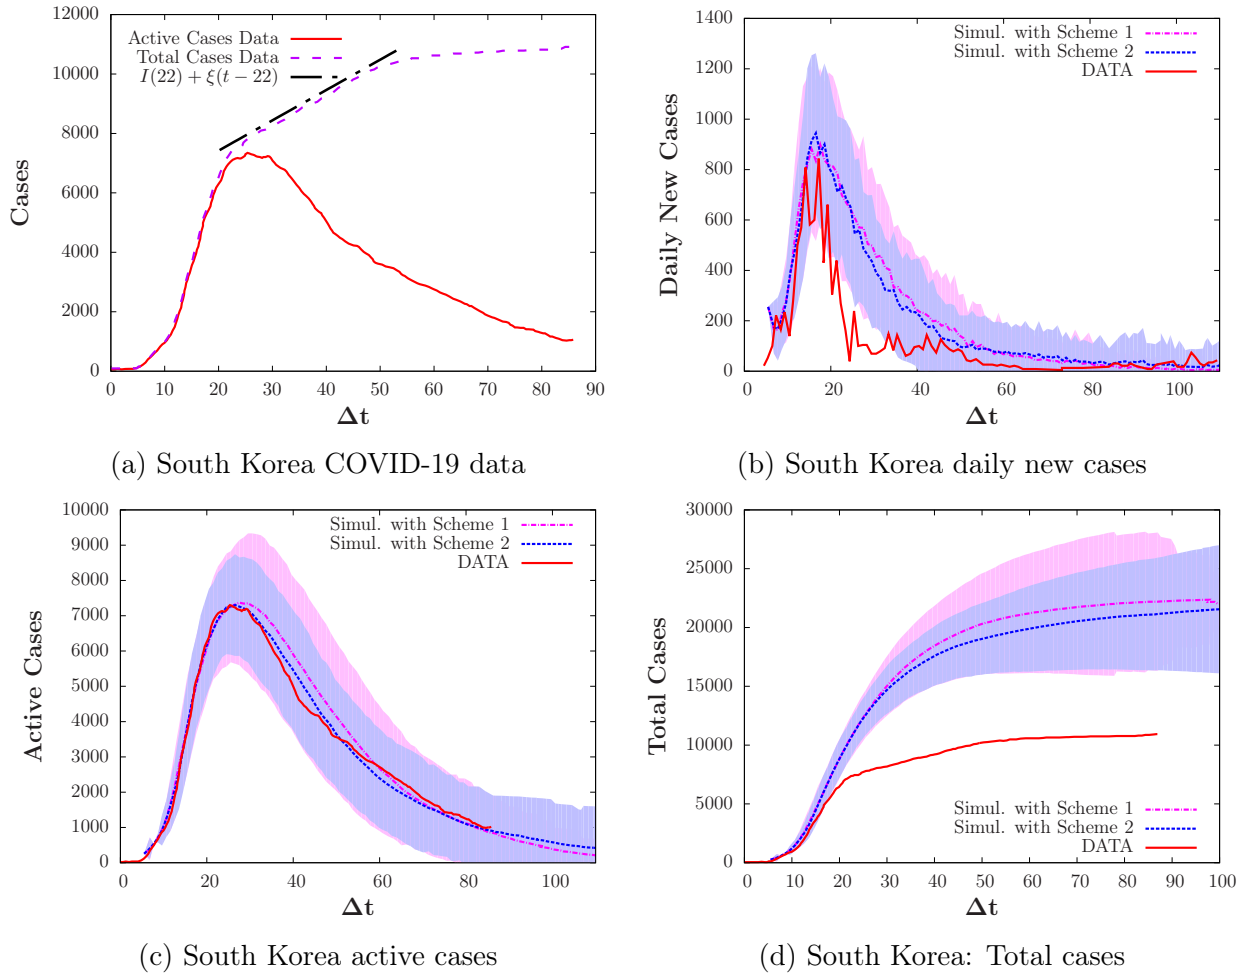 12000
10000
8000
6000
4000
2000
0
Cases
Active Cases Data
Total Cases Data
I(22) + ξ(t − 22)
0 10 20 30 40 50 60 70 80 90
Δt
(a) South Korea COVID-19 data
1400
1200
1000
800
600
400
200
0
Daily New Cases
Simul. with Scheme 1
Simul. with Scheme 2
DATA
0 20 40 60 80 100
Δt
(b) South Korea daily new cases
10000
9000
8000
7000
6000
5000
4000
3000
2000
1000
0
Active Cases
Simul. with Scheme 1
Simul. with Scheme 2
DATA
0 20 40 60 80 100
Δt
(c) South Korea active cases
30000
25000
20000
15000
10000
5000
0
Total Cases
Simul. with Scheme 1
Simul. with Scheme 2
DATA
0 10 20 30 40 50 60 70 80 90 100
Δt
(d) South Korea: Total cases